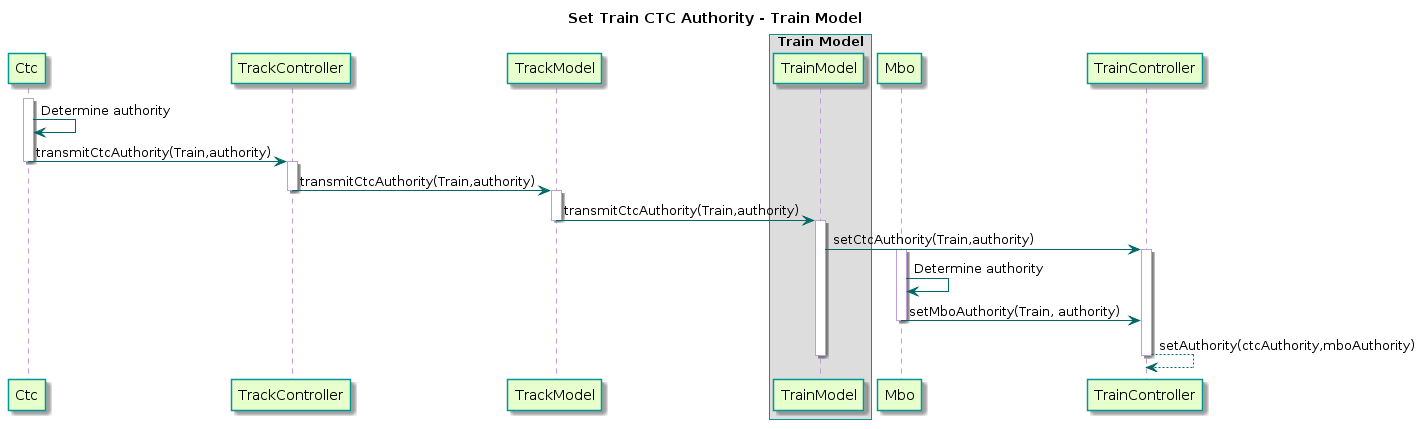 Set Train CTC Authority - Train Model
Train Model
Ctc
TrackController
TrackModel
TrainModel
Mbo
TrainController
Determine authority
transmitCtcAuthority(Train,authority)
transmitCtcAuthority(Train,authority)
transmitCtcAuthority(Train,authority)
setCtcAuthority(Train,authority)
Determine authority
setMboAuthority(Train, authority)
setAuthority(ctcAuthority,mboAuthority)
Ctc
TrackController
TrackModel
TrainModel
Mbo
TrainController